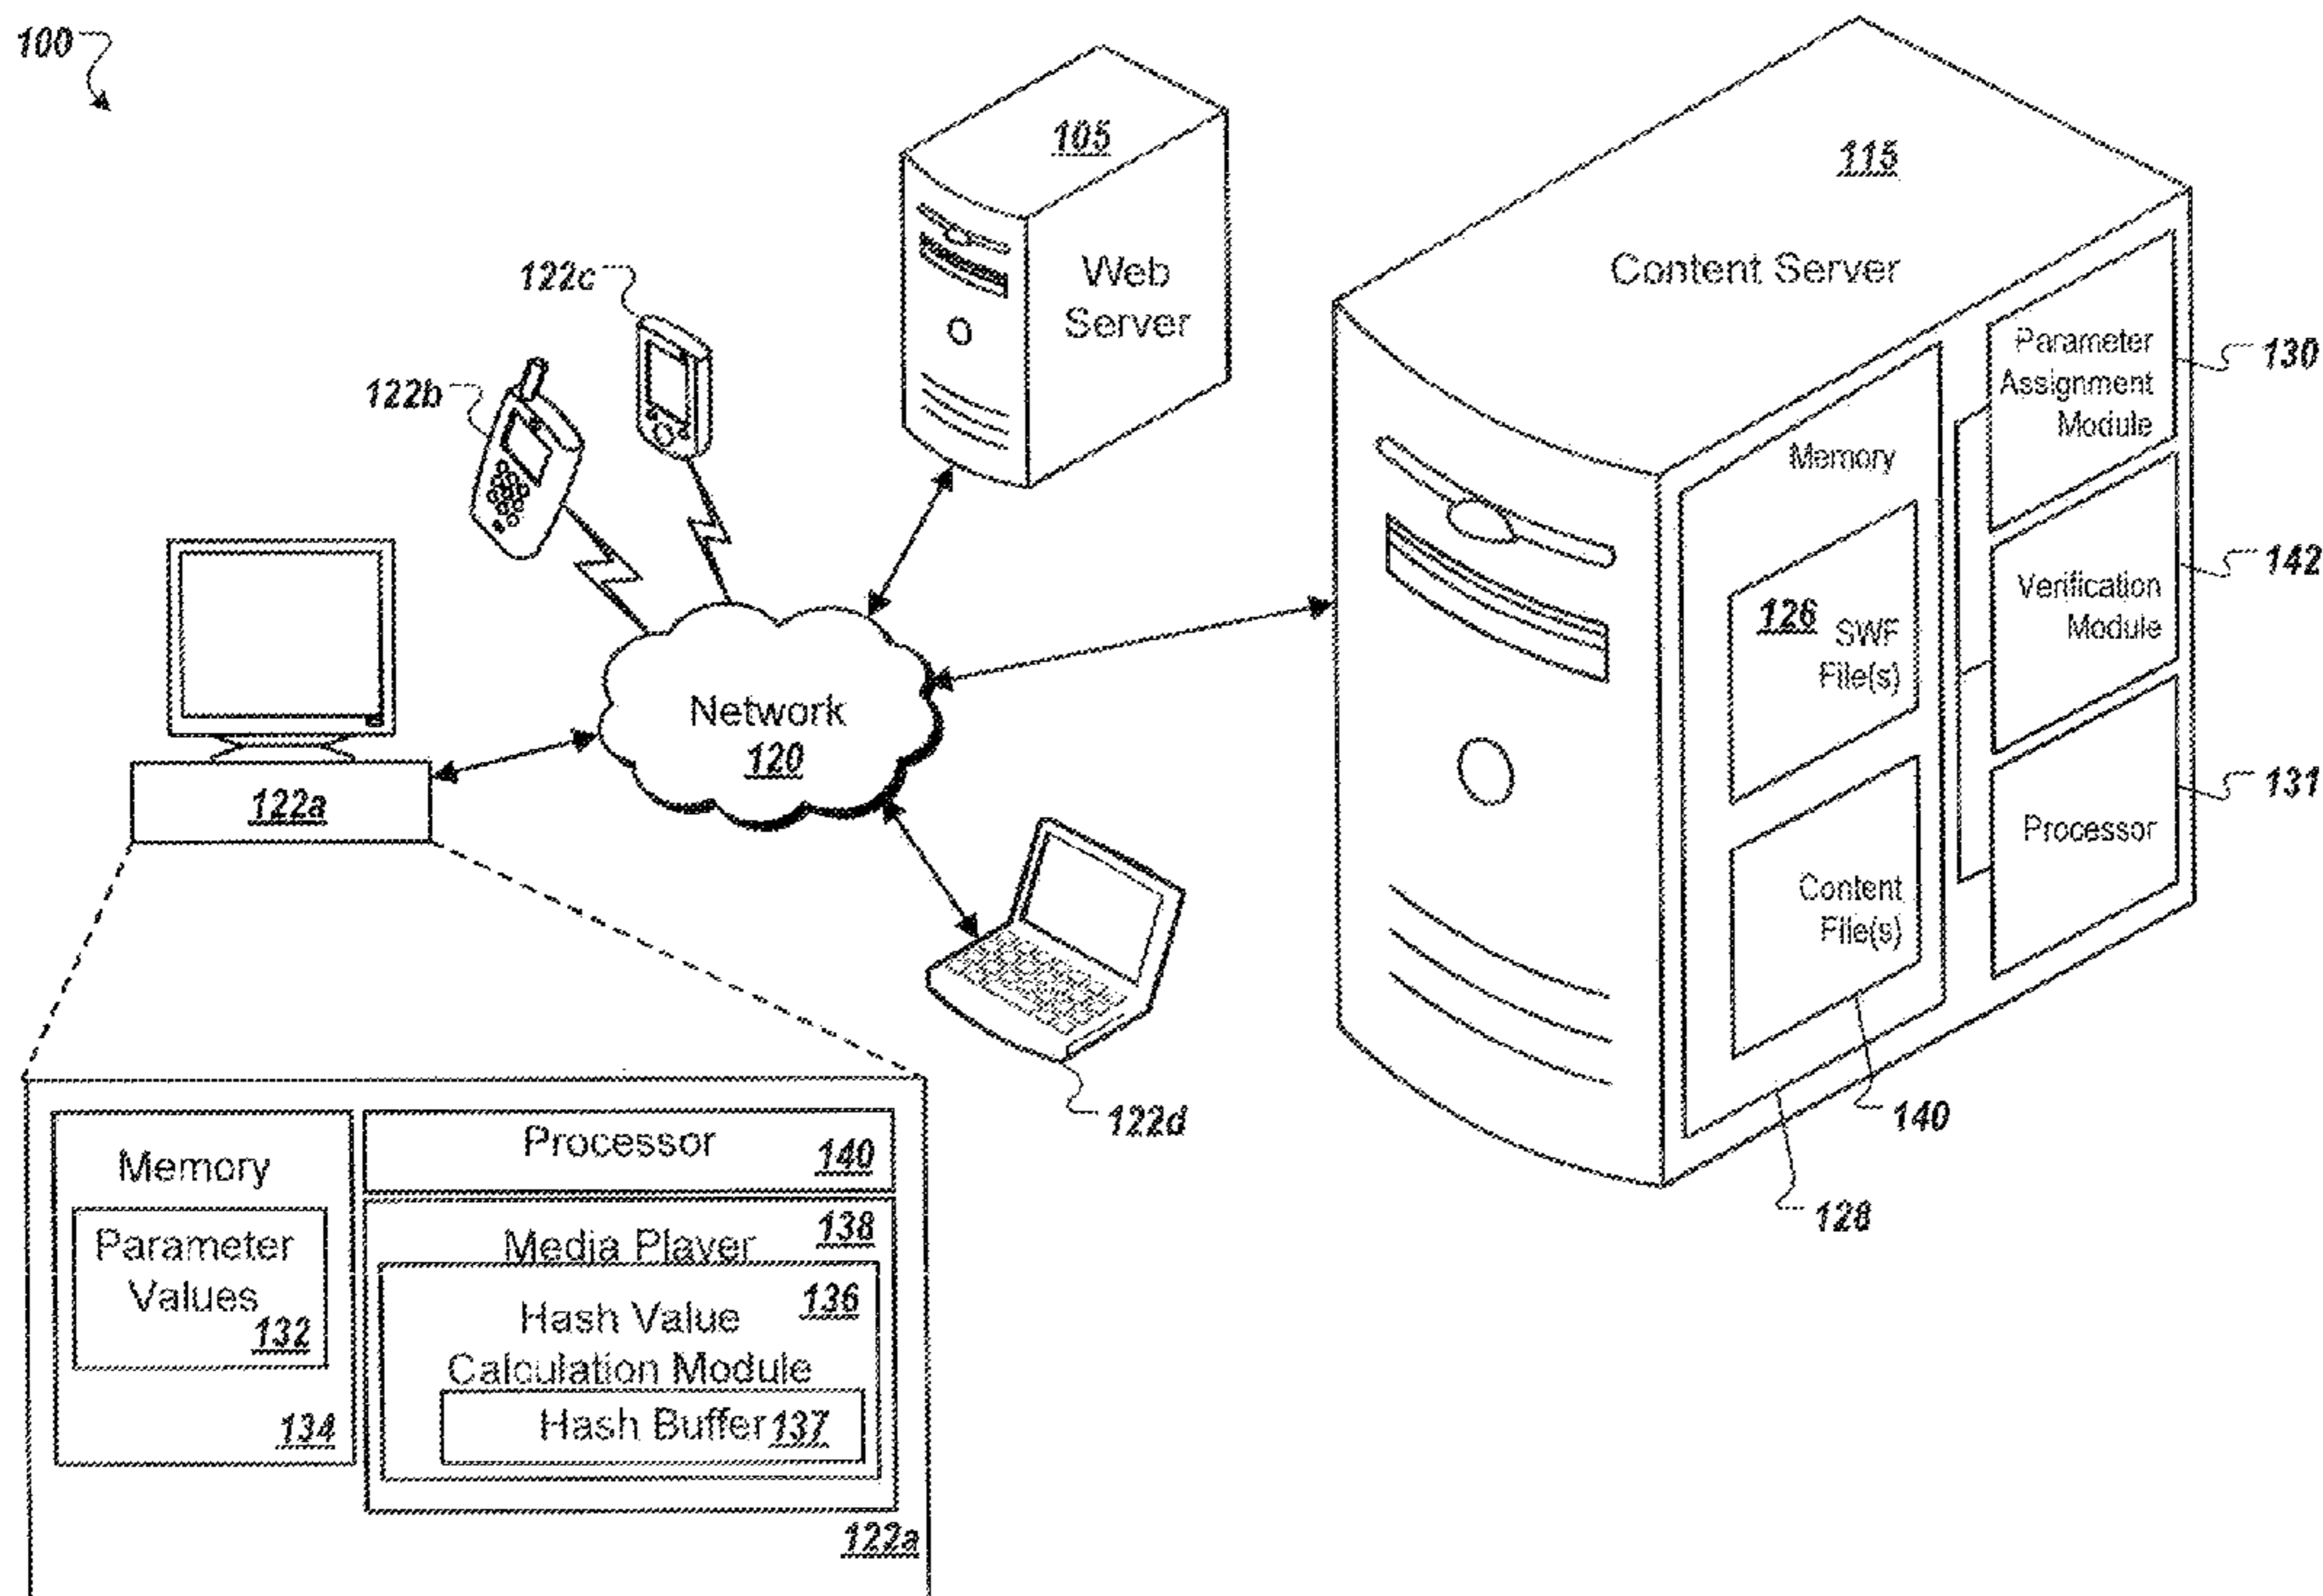 100
105
Web
Server
115
Content Server
122c
122b
Parameter
Assignment
Module
130
Memory
126
SWF
File(s)
Verification
Module
142
Network
120
122a
Processor
131
Content
File(s)
140
128
122d
Memory
Parameter
Values
132
134
Processor
140
138
Media Player
136
Hash Value
Calculation Module
Hash Buffer 137
122a